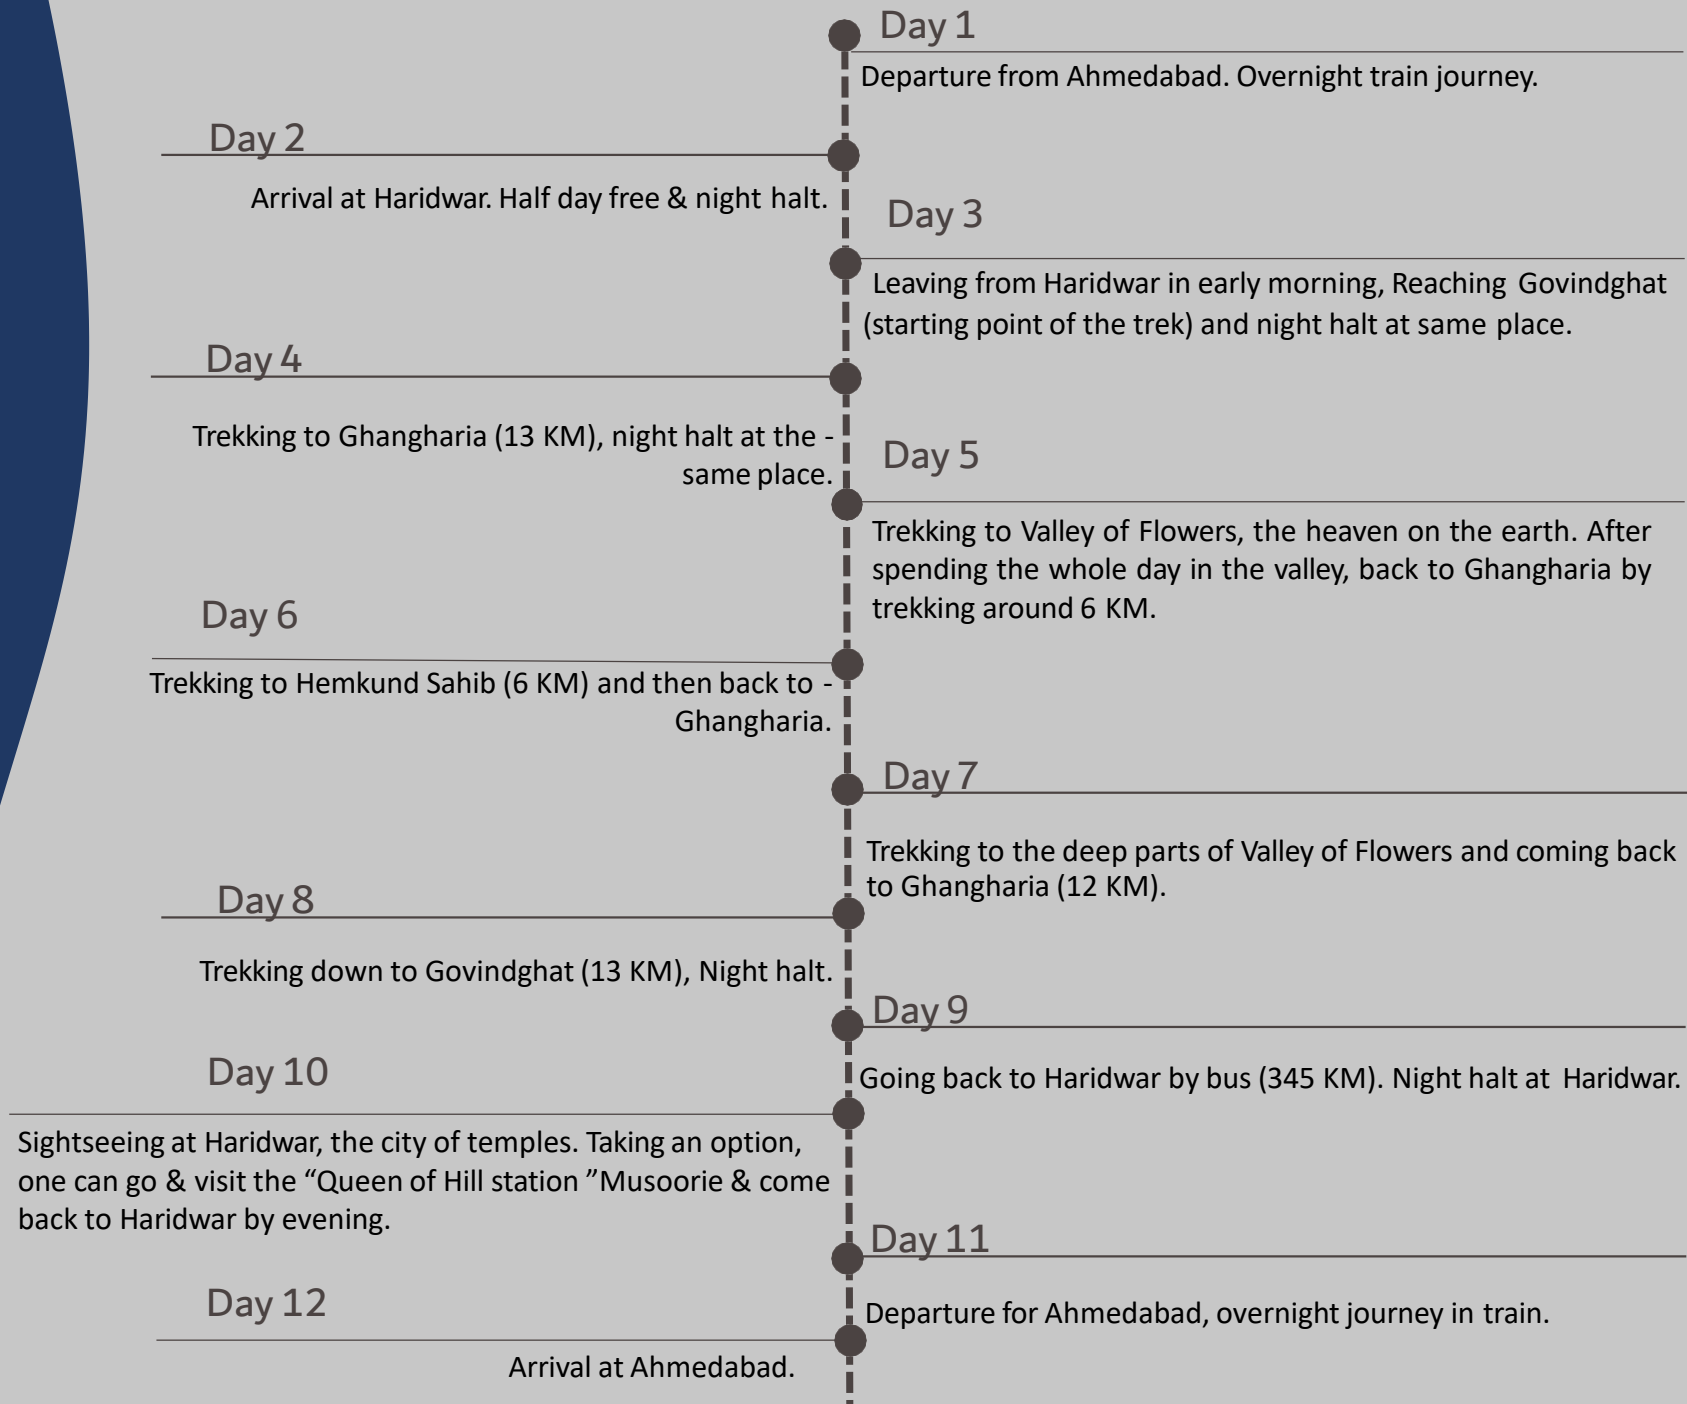 Day 1
Departure from Ahmedabad. Overnight train journey.
Day 2
Arrival at Haridwar. Half day free & night halt.
Day 3
Leaving from Haridwar in early morning, Reaching Govindghat
(starting point of the trek) and night halt at same place.
Day 4
Trekking to Ghangharia (13 KM), night halt at the -
same place.
Day 5
Trekking to Valley of Flowers, the heaven on the earth. After
spending the whole day in the valley, back to Ghangharia by
trekking around 6 KM.
Day 6
Trekking to Hemkund Sahib (6 KM) and then back to -
Ghangharia.
Day 7
Trekking to the deep parts of Valley of Flowers and coming back
to Ghangharia (12 KM).
Day 8
Trekking down to Govindghat (13 KM), Night halt.
Day 9
Going back to Haridwar by bus (345 KM). Night halt at Haridwar.
Day 10
Sightseeing at Haridwar, the city of temples. Taking an option,
one can go & visit the “Queen of Hill station ”Musoorie & come
back to Haridwar by evening.
Day 11
Departure for Ahmedabad, overnight journey in train.
Day 12
Arrival at Ahmedabad.